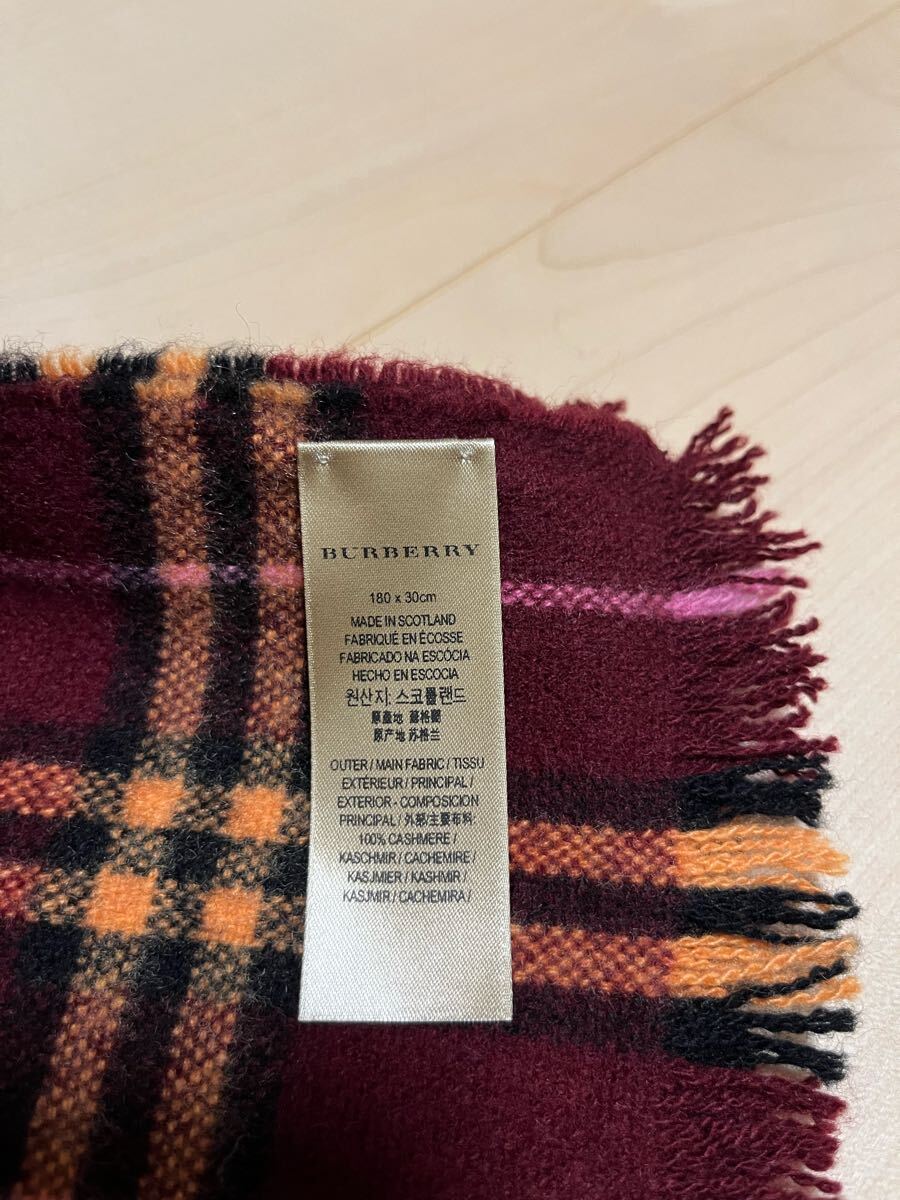 BURBERRY
180 x 30cm
MADE IN SCOTLAND
FABRIQUÉ EN ÉCOSSE
FABRICADO NA ESCÓCIA
HECHO EN ESCOCIA
원산지: 스코틀랜드
原產地 蘇格蘭
原产地 苏格兰
OUTER / MAIN FABRIC / TISSU
EXTÉRIEUR / PRINCIPAL /
EXTERIOR - COMPOSICION
PRINCIPAL / 外部/主要布料:
100% CASHMERE /
KASCHMIR / CACHEMIRE /
KASJMIER / KASHMIR /
KASJMIR / CACHEMIRA /